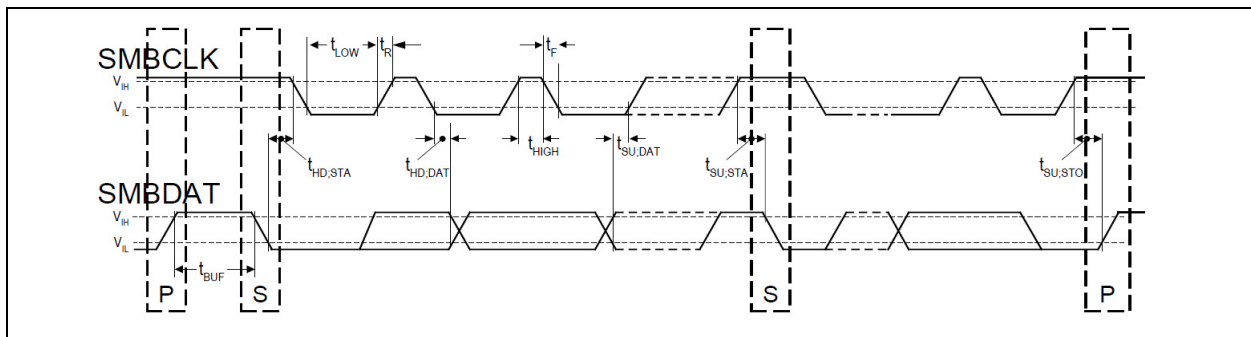 SMBCLK
tLOW
tR
tF
VIH
VIL
tHD;STA
tHD;DAT
tHIGH
tSU;DAT
tSU;STA
tSU;STO
SMBDAT
VIH
VIL
tBUF
P
S
S
P